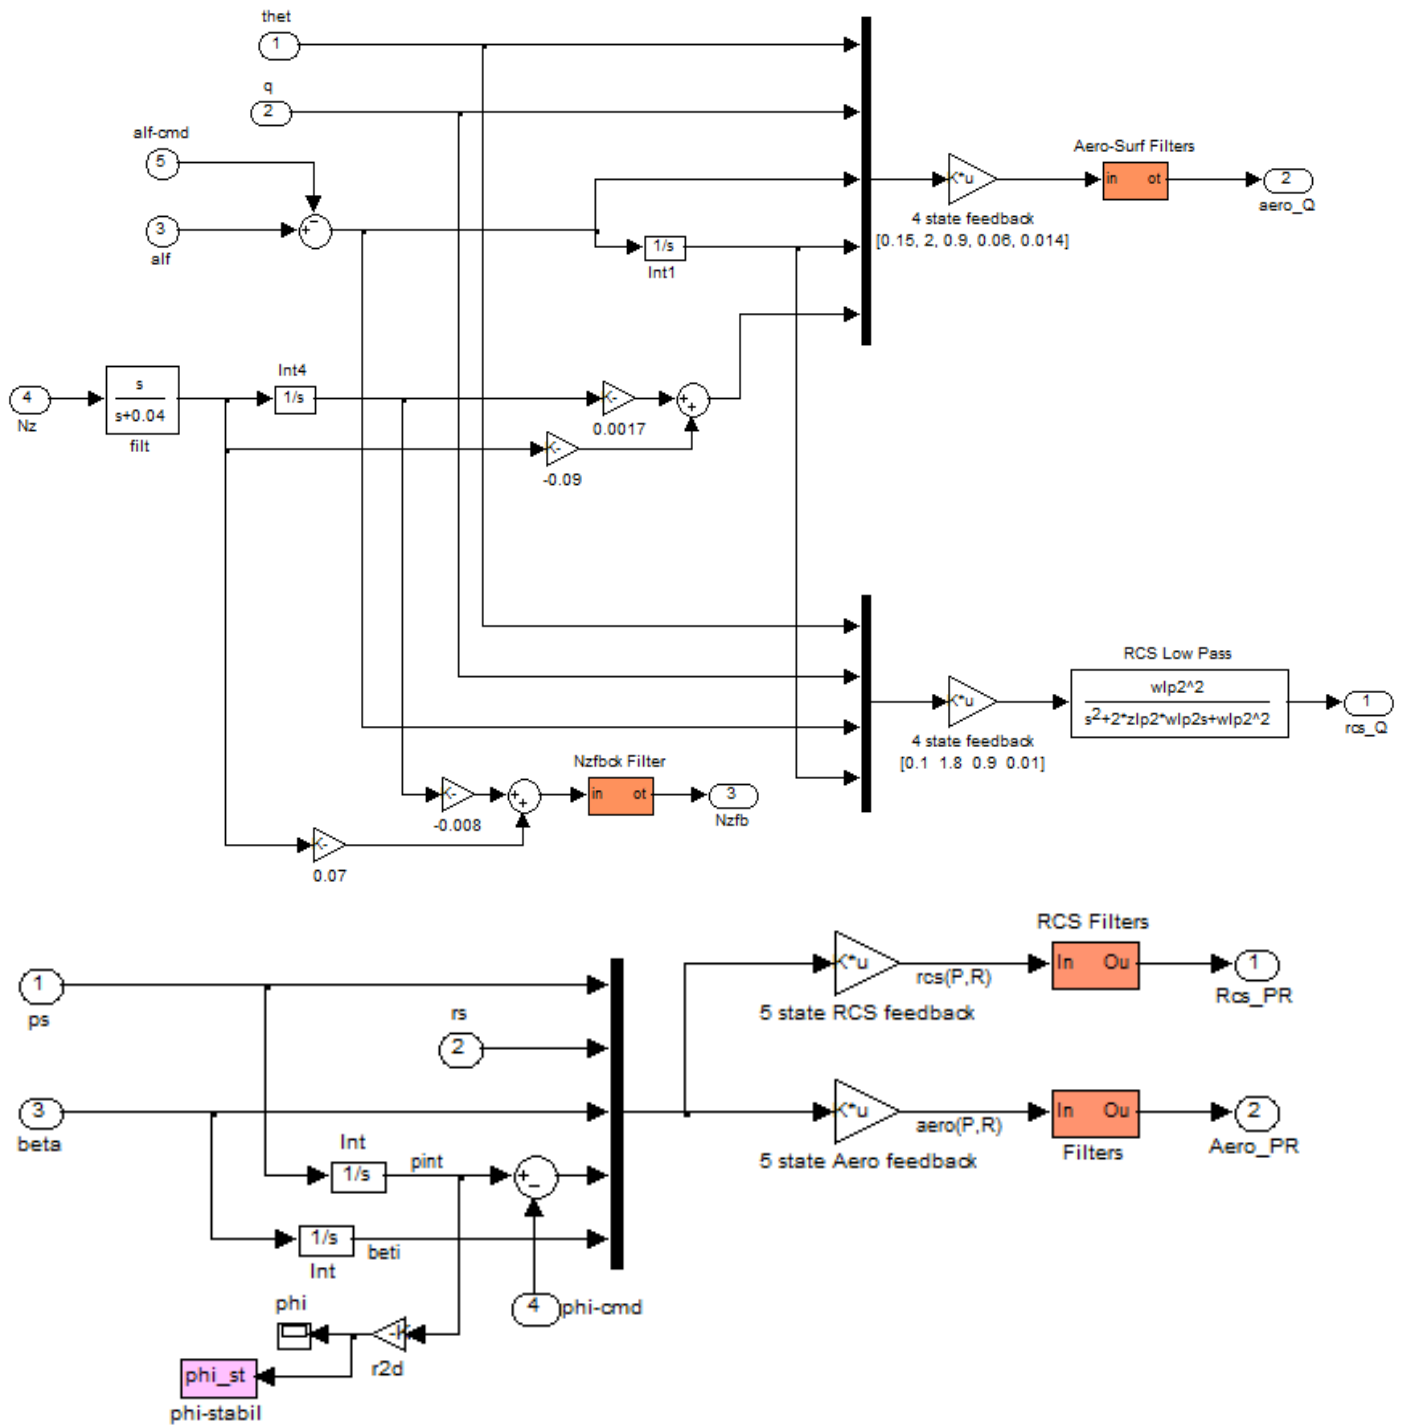 thet
1
q
2
alf-cmd
5
3
alf
-
+
1/s
Int1
K*u
4 state feedback
[0.15, 2, 0.9, 0.06, 0.014]
Aero-Surf Filters
in ot
2
aero_Q
4
Nz
s
s+0.04
filt
Int4
1/s
K-
0.0017
K-
-0.09
+
+
K*u
4 state feedback
[0.1 1.8 0.9 0.01]
RCS Low Pass
wlp2^2
s2+2*zlp2*wlp2s+wlp2^2
1
rcs_Q
K-
-0.008
K-
0.07
+
+
Nzfbck Filter
in ot
3
Nzfb
1
ps
rs
2
3
beta
Int
1/s
pint
+
-
1/s
Int
beti
4
phi-cmd
phi
-K
r2d
phi_st
phi-stabil
K*u
5 state RCS feedback
rcs(P,R)
RCS Filters
In Ou
1
Rcs_PR
K*u
5 state Aero feedback
aero(P,R)
In Ou
Filters
2
Aero_PR